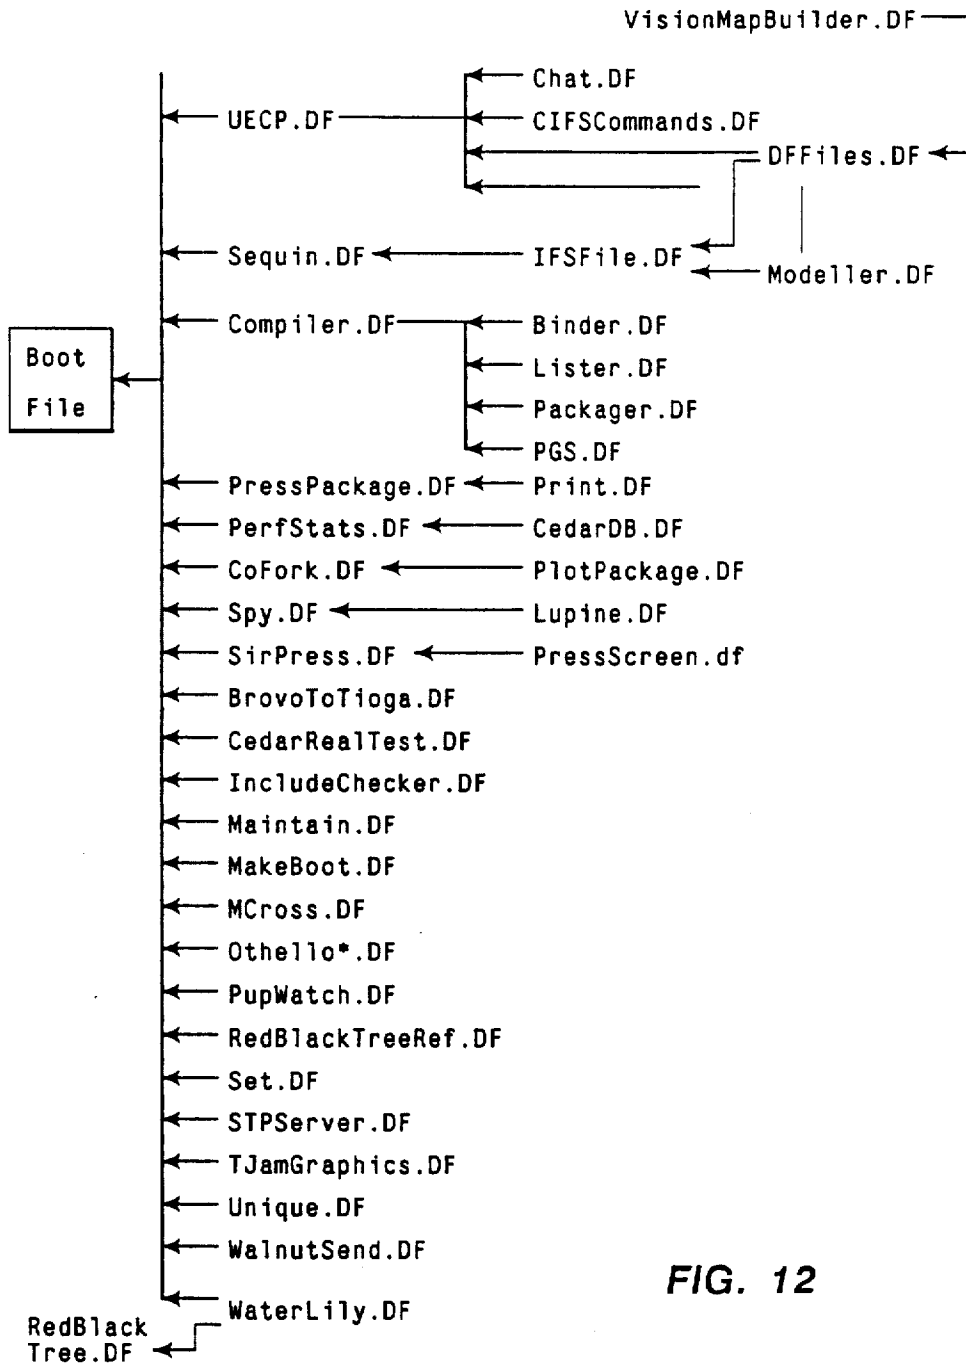 VisionMapBuilder.DF
Chat.DF
UECP.DF
CIFSCommands.DF
DFFiles.DF
Sequin.DF
IFSFile.DF
Modeller.DF
Compiler.DF
Binder.DF
Boot
File
Lister.DF
Packager.DF
PGS.DF
PressPackage.DF
Print.DF
PerfStats.DF
CedarDB.DF
CoFork.DF
PlotPackage.DF
Spy.DF
Lupine.DF
SirPress.DF
PressScreen.df
BrovoToTioga.DF
CedarRealTest.DF
IncludeChecker.DF
Maintain.DF
MakeBoot.DF
MCross.DF
Othello*.DF
PupWatch.DF
RedBlackTreeRef.DF
Set.DF
STPServer.DF
TJamGraphics.DF
Unique.DF
WalnutSend.DF
FIG. 12
WaterLily.DF
RedBlack
Tree.DF